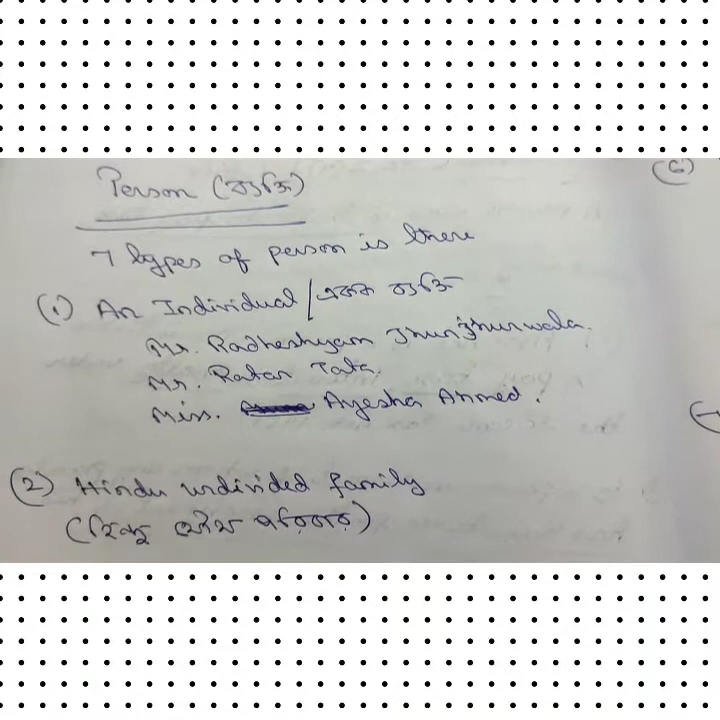 Person (ব্যক্তি)
(6)
7 types of person is there
(1) An Individual / একক ব্যক্তি
Mr. Radheshyam Jhunjhunwala.
Mr. Ratan Tata.
Miss. Ayesha Ahmed.
(2) Hindu undivided family
(হিন্দু যৌথ পরিবার)